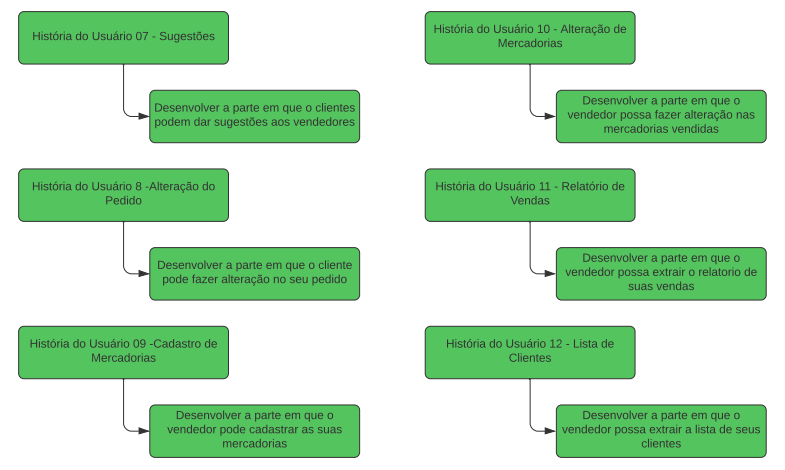 História do Usuário 07 - Sugestões
Desenvolver a parte em que o clientes
podem dar sugestões aos vendedores
História do Usuário 8 -Alteração do
Pedido
Desenvolver a parte em que o cliente
pode fazer alteração no seu pedido
História do Usuário 09 -Cadastro de
Mercadorias
Desenvolver a parte em que o
vendedor pode cadastrar as suas
mercadorias
História do Usuário 10 - Alteração de
Mercadorias
Desenvolver a parte em que o
vendedor possa fazer alteração nas
mercadorias vendidas
História do Usuário 11 - Relatório de
Vendas
Desenvolver a parte em que o
vendedor possa extrair o relatorio de
suas vendas
História do Usuário 12 - Lista de
Clientes
Desenvolver a parte em que o
vendedor possa extrair a lista de seus
clientes